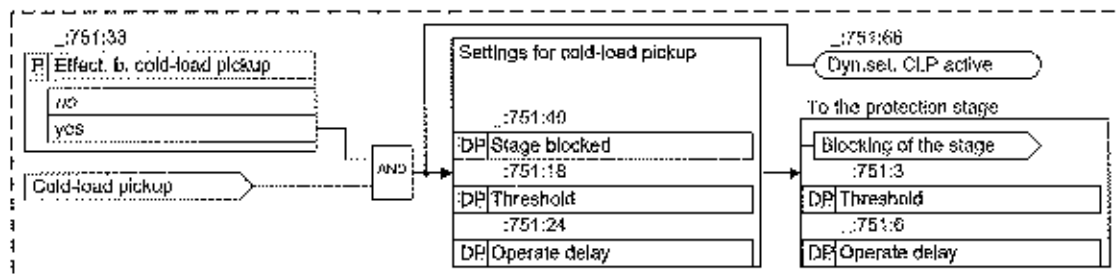 _:751:33
P Effect. b. cold-load pickup
no
yes
Cold-load pickup
AND
Settings for cold-load pickup
_:751:40
DP Stage blocked
_:751:18
DP Threshold
_:751:24
DP Operate delay
_:751:66
Dyn.set. CLP active
To the protection stage
Blocking of the stage
_:751:3
DP Threshold
_:751:6
DP Operate delay